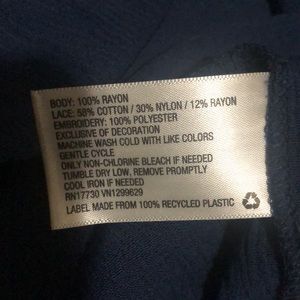 BODY: 100% RAYON
LACE: 58% COTTON / 30% NYLON / 12% RAYON
EMBROIDERY: 100% POLYESTER
EXCLUSIVE OF DECORATION
MACHINE WASH COLD WITH LIKE COLORS
GENTLE CYCLE
ONLY NON-CHLORINE BLEACH IF NEEDED
TUMBLE DRY LOW, REMOVE PROMPTLY
COOL IRON IF NEEDED
RN17730 VN1299629
LABEL MADE FROM 100% RECYCLED PLASTIC